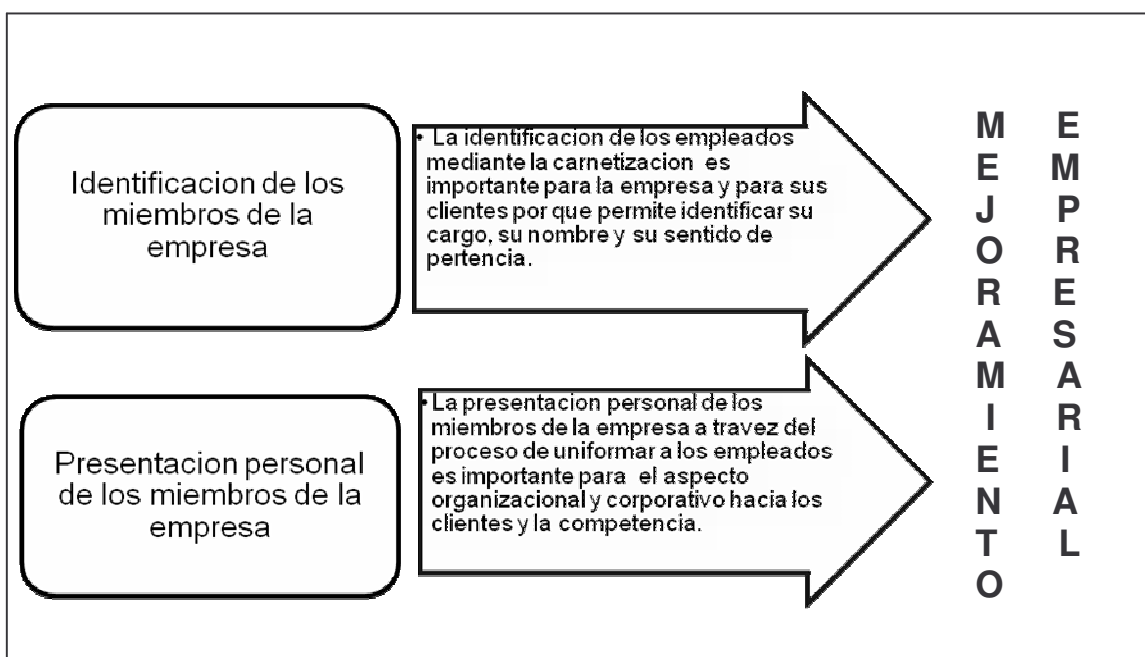 Identificacion de los
miembros de la
empresa
• La identificacion de los empleados
mediante la carnetizacion es
importante para la empresa y para sus
clientes por que permite identificar su
cargo, su nombre y su sentido de
pertencia.
Presentacion personal
de los miembros de la
empresa
• La presentacion personal de los
miembros de la empresa a travez del
proceso de uniformar a los empleados
es importante para el aspecto
organizacional y corporativo hacia los
clientes y la competencia.
MEJORAMIENTO
EMPRESARIAL